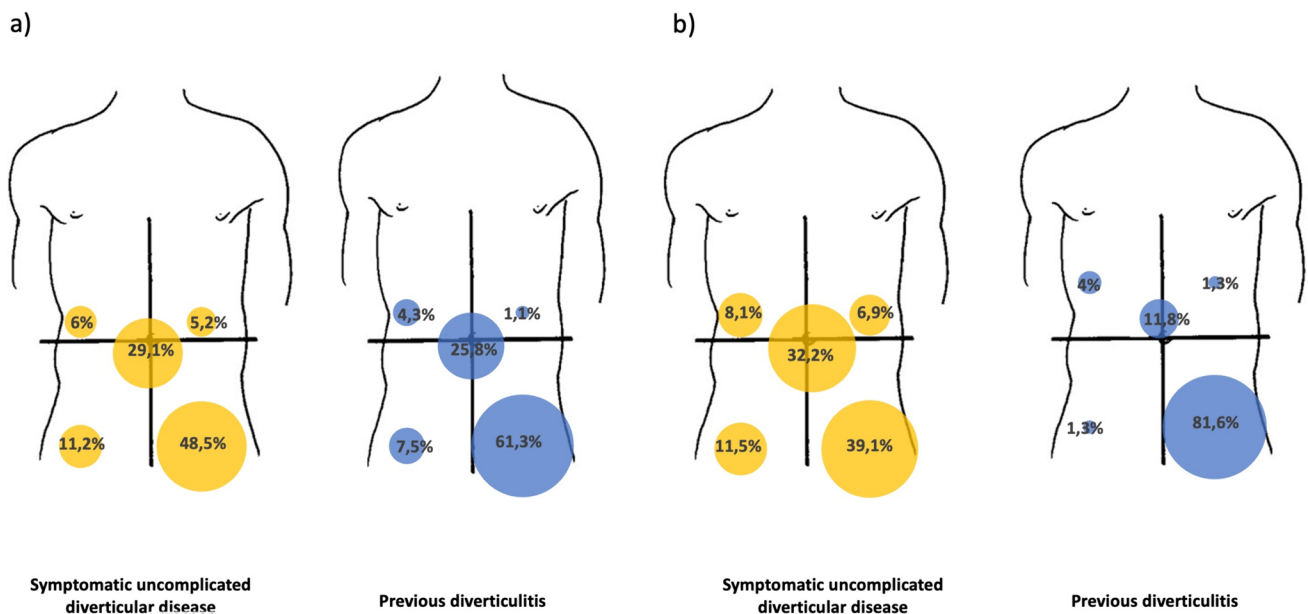 a)
b)
6%
5,2%
29,1%
11,2%
48,5%
4,3%
1,1%
25,8%
7,5%
61,3%
8,1%
6,9%
32,2%
11,5%
39,1%
4%
1,3%
11,8%
1,3%
81,6%
Symptomatic uncomplicated
diverticular disease
Previous diverticulitis
Symptomatic uncomplicated
diverticular disease
Previous diverticulitis